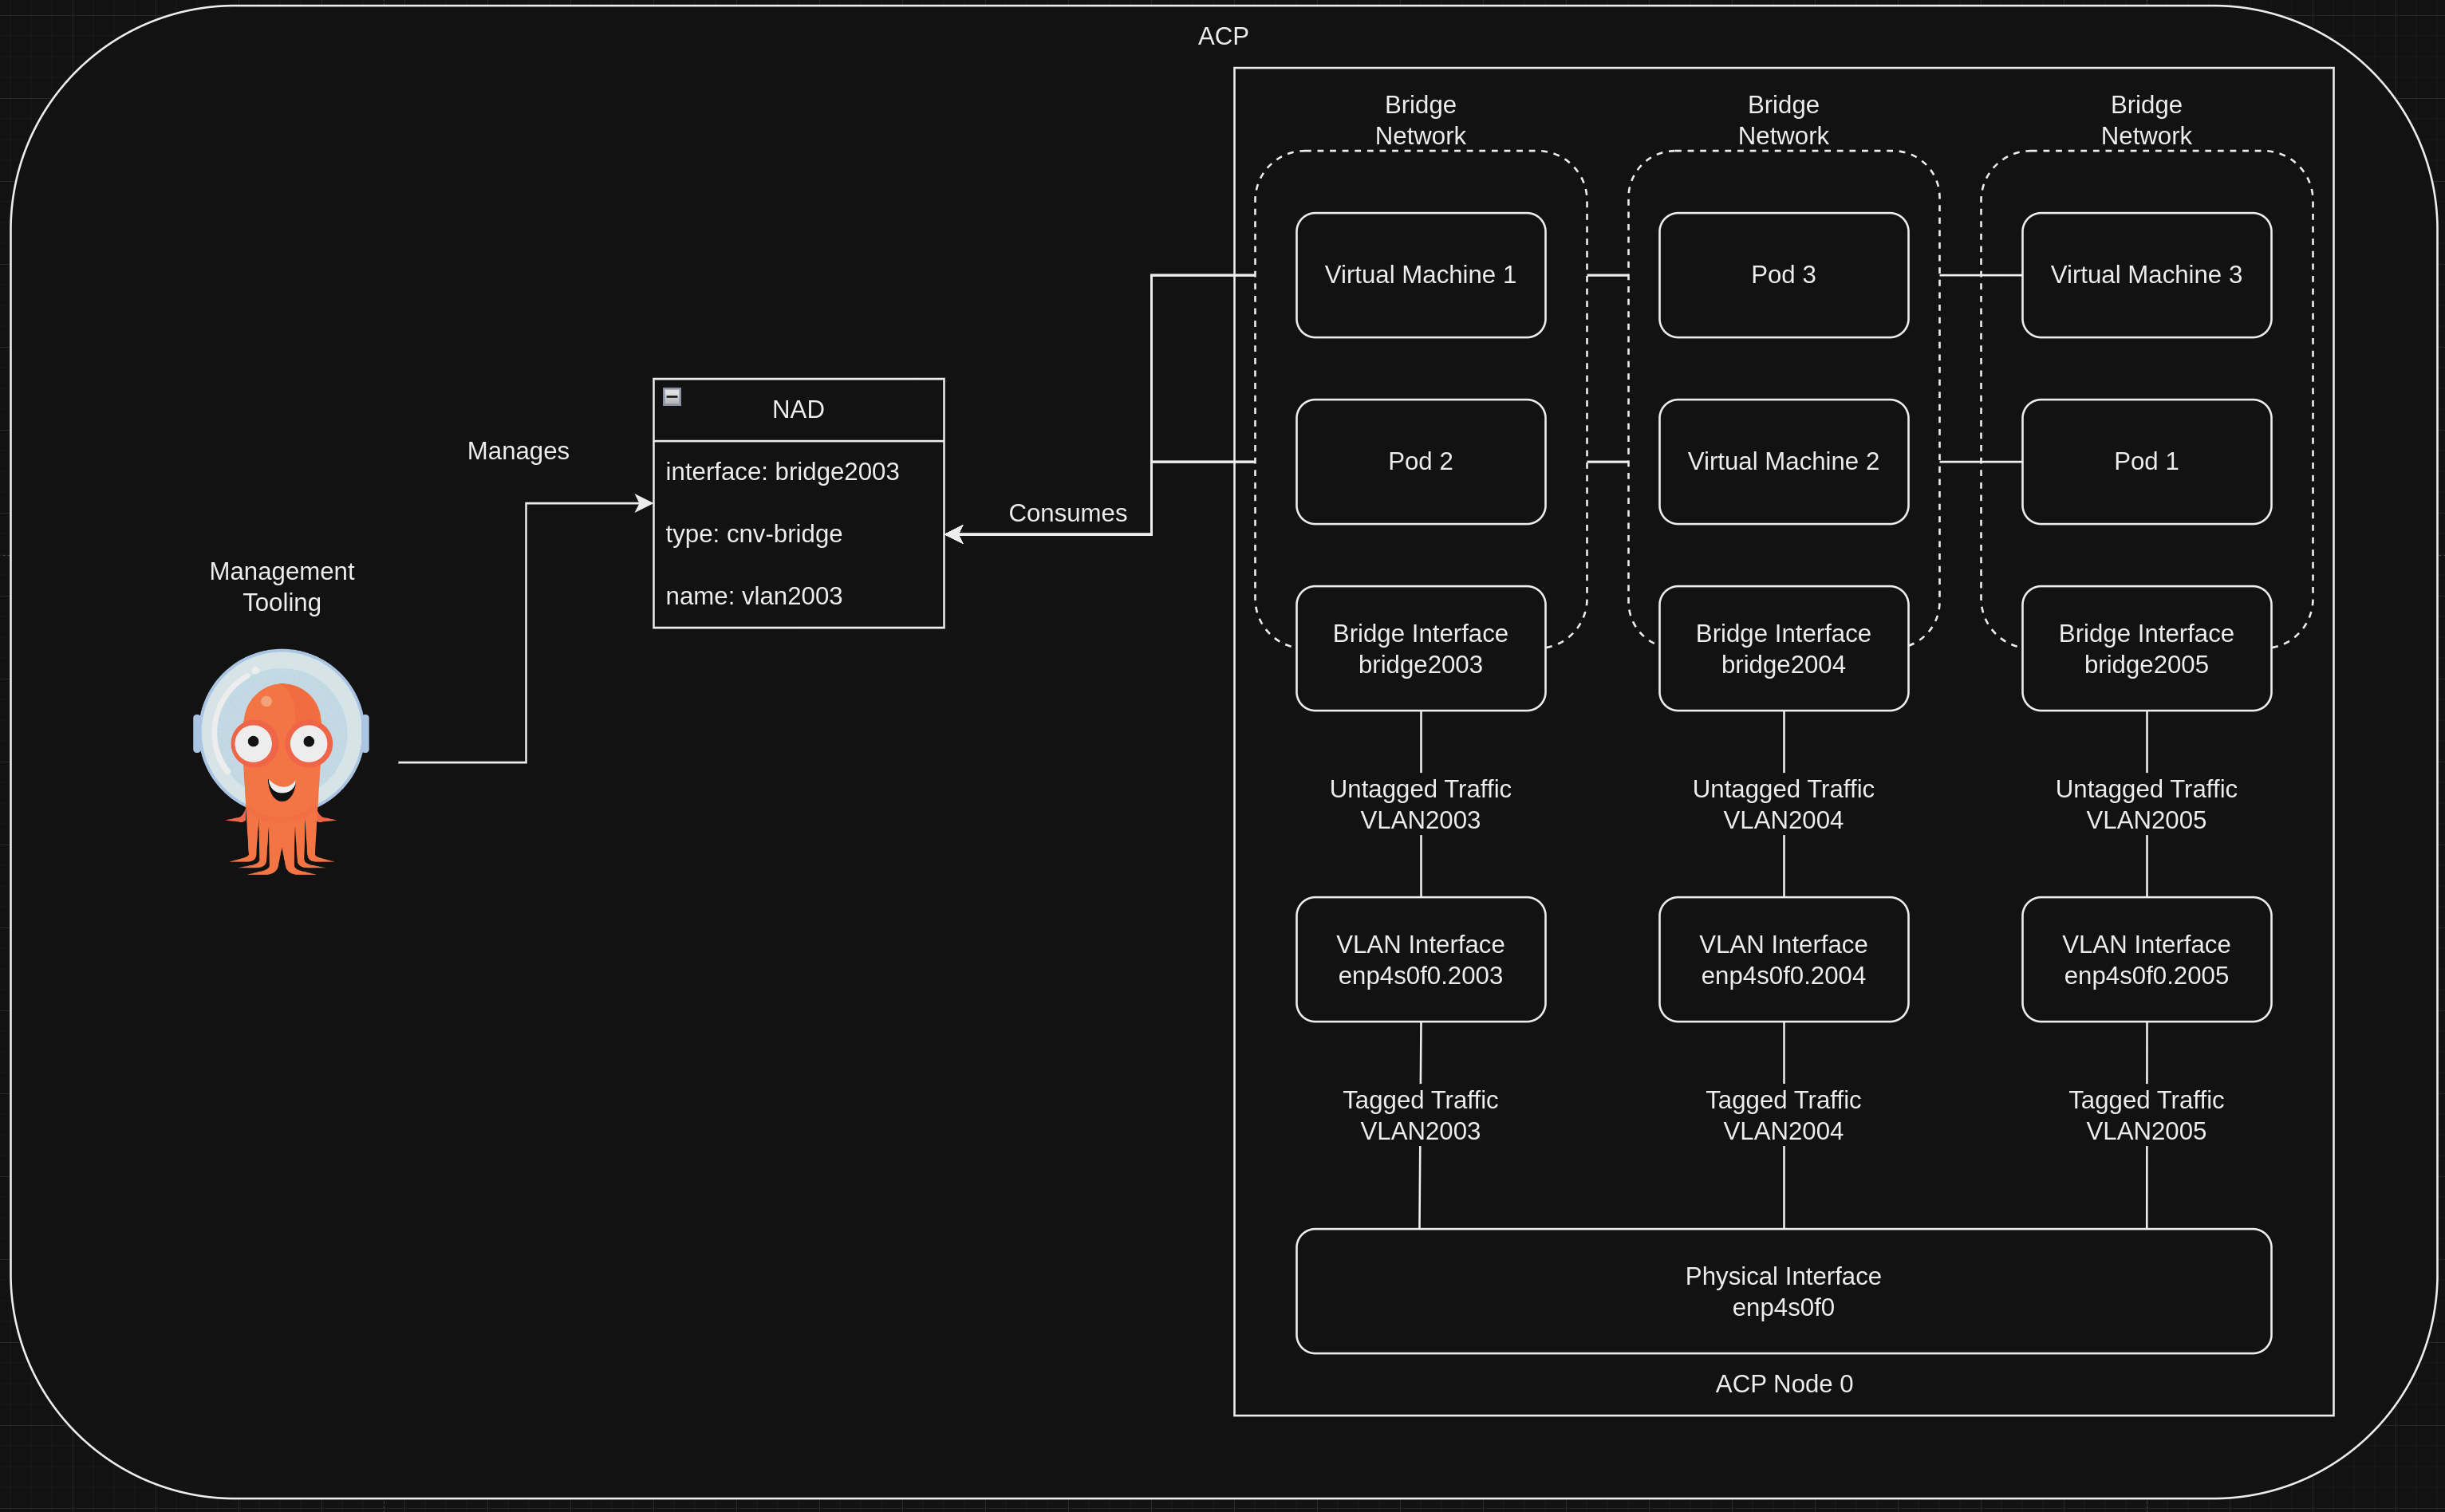 ACP
Management
Tooling
Manages
NAD
interface: bridge2003
type: cnv-bridge
name: vlan2003
Consumes
Bridge
Network
Virtual Machine 1
Pod 2
Bridge Interface
bridge2003
Untagged Traffic
VLAN2003
VLAN Interface
enp4s0f0.2003
Tagged Traffic
VLAN2003
Bridge
Network
Pod 3
Virtual Machine 2
Bridge Interface
bridge2004
Untagged Traffic
VLAN2004
VLAN Interface
enp4s0f0.2004
Tagged Traffic
VLAN2004
Bridge
Network
Virtual Machine 3
Pod 1
Bridge Interface
bridge2005
Untagged Traffic
VLAN2005
VLAN Interface
enp4s0f0.2005
Tagged Traffic
VLAN2005
Physical Interface
enp4s0f0
ACP Node 0